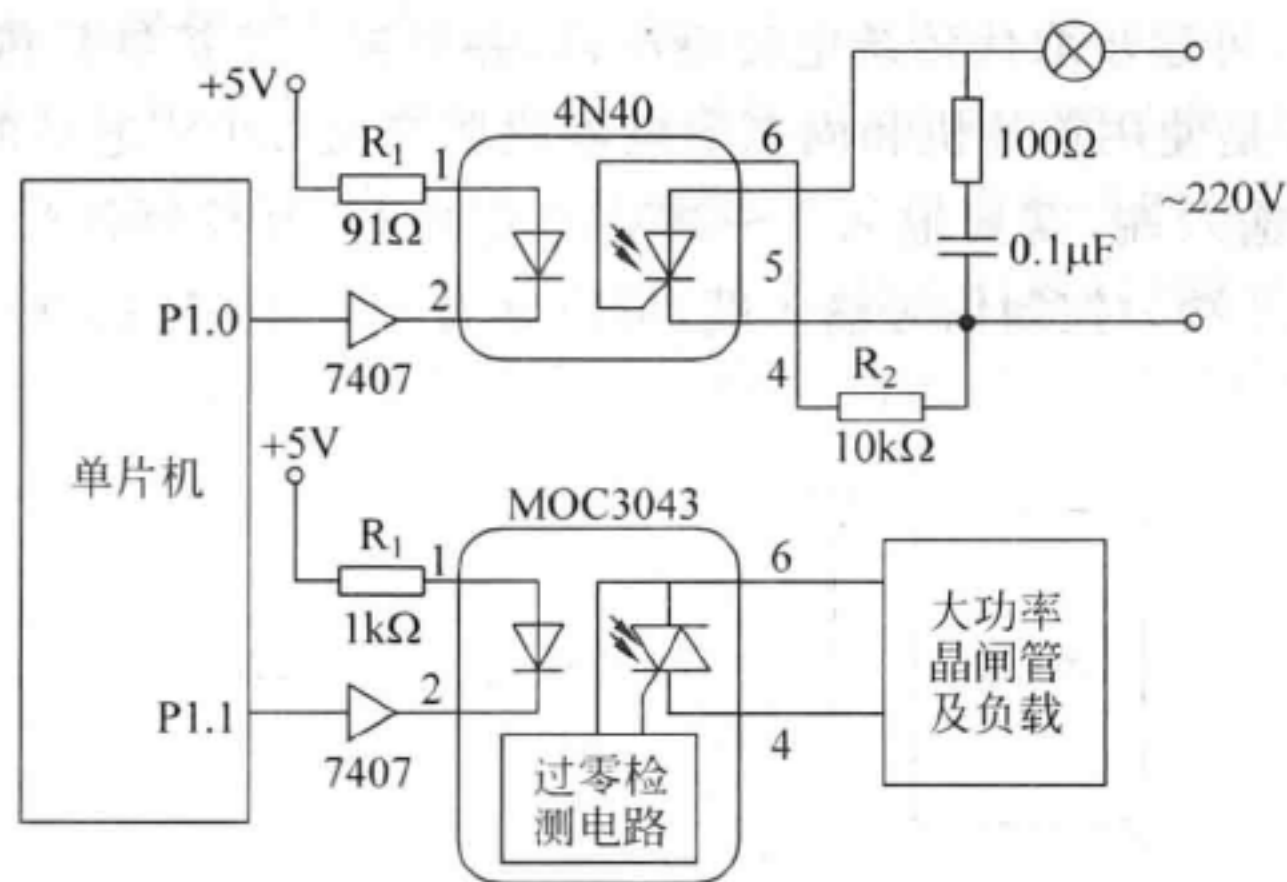 +5V
4N40
6
R₁
1
91Ω
100Ω
~220V
5
0.1μF
P1.0
2
7407
4
R₂
10kΩ
单片机
+5V
MOC3043
R₁
1
6
1kΩ
大功率
晶闸管
及负载
P1.1
2
7407
4
过零检
测电路